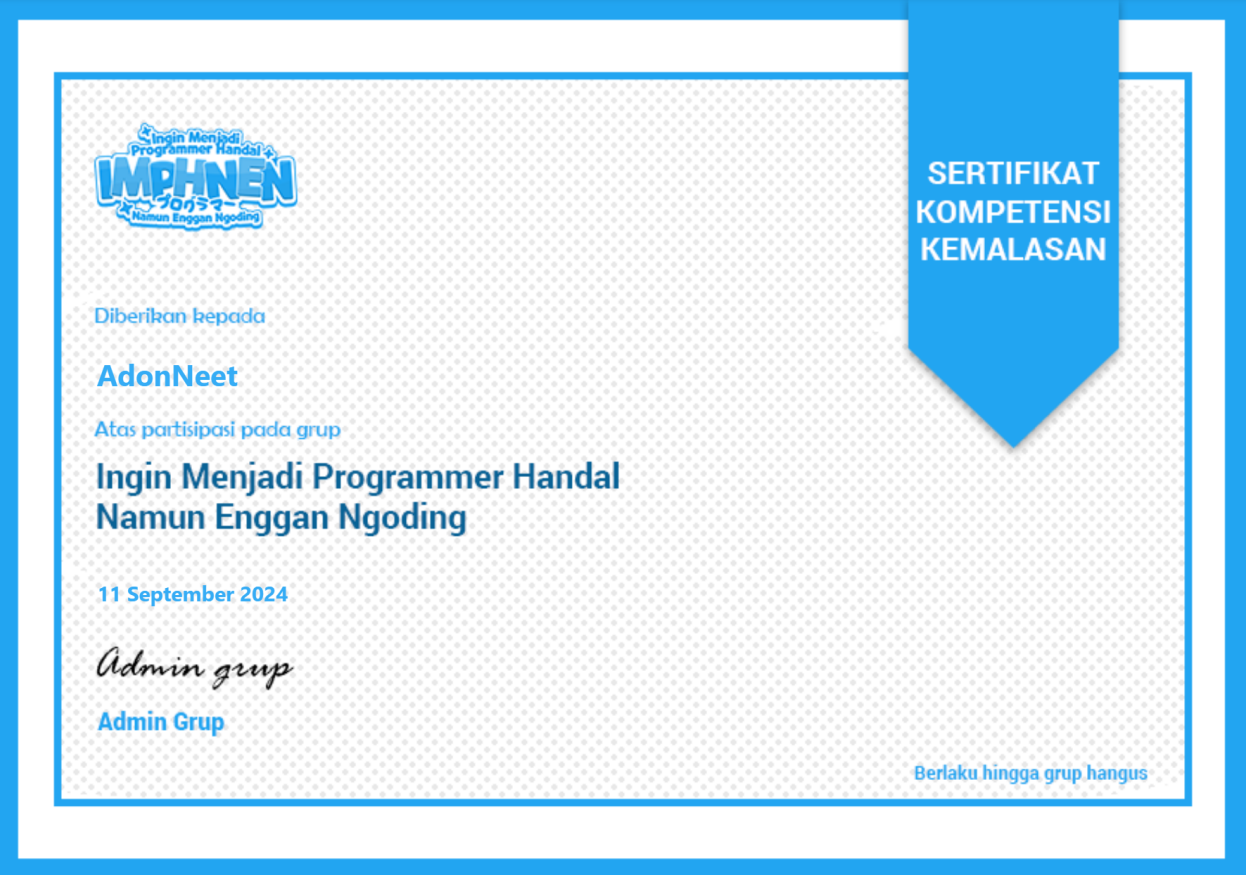 Ingin Menjadi
Programmer Handal
IMPHNEN
プログラマー
Namun Enggan Ngoding
SERTIFIKAT
KOMPETENSI
KEMALASAN
Diberikan kepada
AdonNeet
Atas partisipasi pada grup
Ingin Menjadi Programmer Handal
Namun Enggan Ngoding
11 September 2024
Admin grup
Admin Grup
Berlaku hingga grup hangus